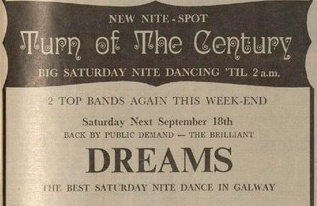 NEW NITE-SPOT
Turn of The Century
BIG SATURDAY NITE DANCING 'TIL 2 a.m.
2 TOP BANDS AGAIN THIS WEEK-END
Saturday Next September 18th
BACK BY PUBLIC DEMAND — THE BRILLIANT
DREAMS
THE BEST SATURDAY NITE DANCE IN GALWAY